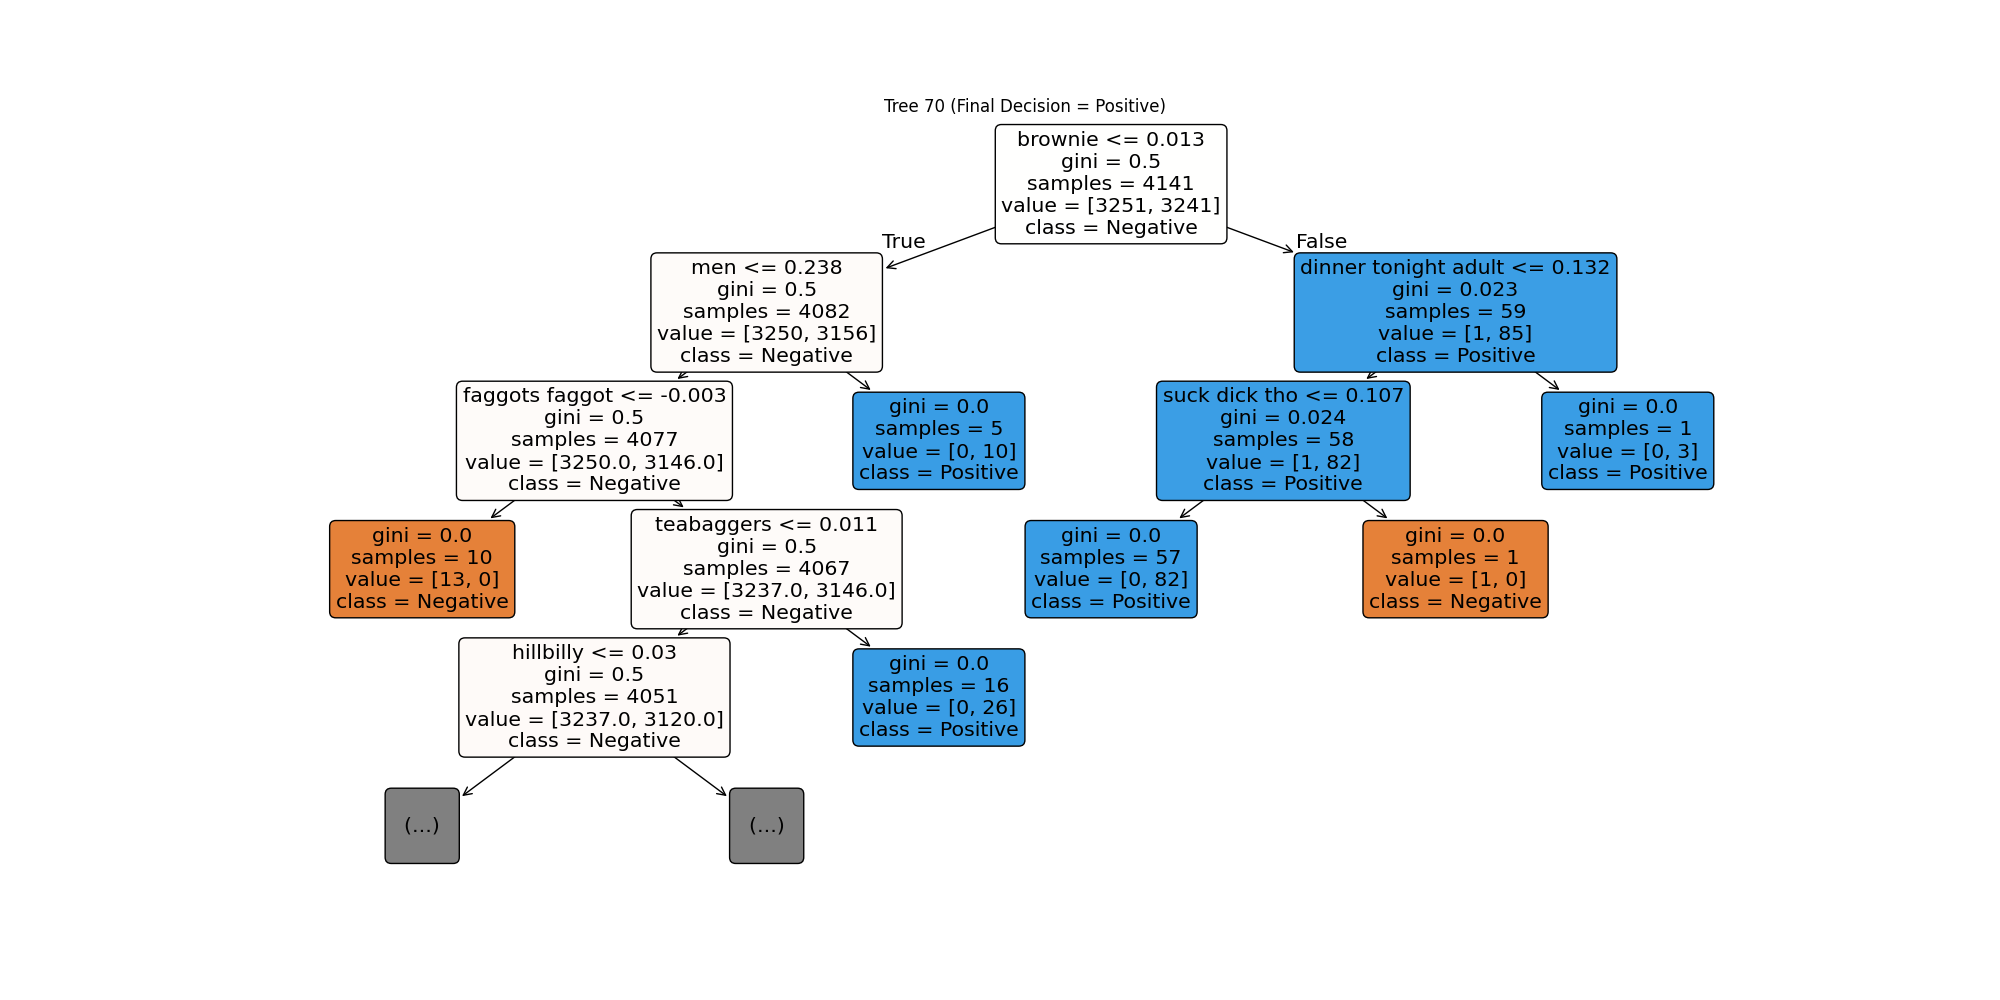 Tree 70 (Final Decision = Positive)
brownie <= 0.013
gini = 0.5
samples = 4141
value = [3251, 3241]
class = Negative
True
False
men <= 0.238
gini = 0.5
samples = 4082
value = [3250, 3156]
class = Negative
dinner tonight adult <= 0.132
gini = 0.023
samples = 59
value = [1, 85]
class = Positive
faggots faggot <= -0.003
gini = 0.5
samples = 4077
value = [3250.0, 3146.0]
class = Negative
gini = 0.0
samples = 5
value = [0, 10]
class = Positive
suck dick tho <= 0.107
gini = 0.024
samples = 58
value = [1, 82]
class = Positive
gini = 0.0
samples = 1
value = [0, 3]
class = Positive
gini = 0.0
samples = 10
value = [13, 0]
class = Negative
teabaggers <= 0.011
gini = 0.5
samples = 4067
value = [3237.0, 3146.0]
class = Negative
gini = 0.0
samples = 57
value = [0, 82]
class = Positive
gini = 0.0
samples = 1
value = [1, 0]
class = Negative
hillbilly <= 0.03
gini = 0.5
samples = 4051
value = [3237.0, 3120.0]
class = Negative
gini = 0.0
samples = 16
value = [0, 26]
class = Positive
(...)
(...)